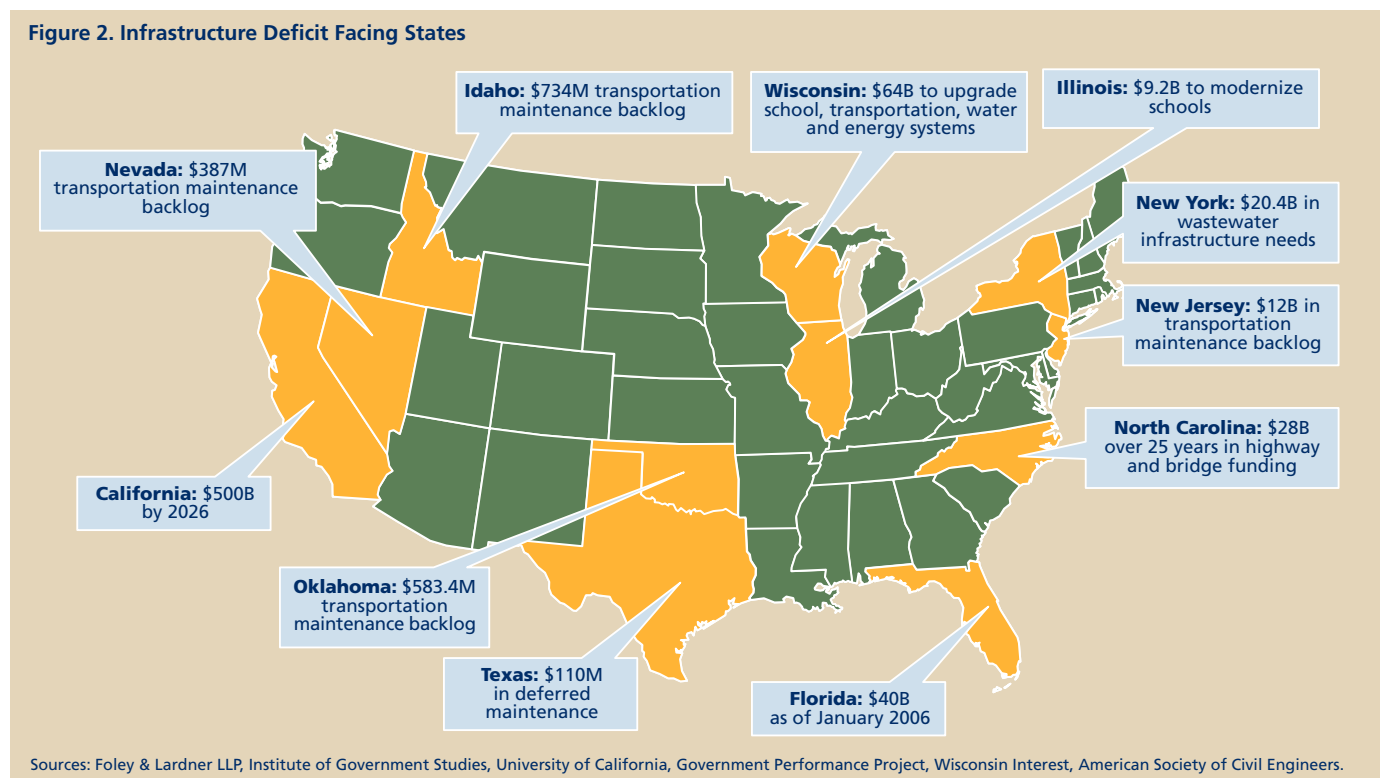 Figure 2. Infrastructure Deficit Facing States
Idaho: $734M transportation
maintenance backlog
Wisconsin: $64B to upgrade
school, transportation, water
and energy systems
Illinois: $9.2B to modernize
schools
Nevada: $387M
transportation maintenance
backlog
New York: $20.4B in
wastewater
infrastructure needs
New Jersey: $12B in
transportation
maintenance backlog
North Carolina: $28B
over 25 years in highway
and bridge funding
California: $500B
by 2026
Oklahoma: $583.4M
transportation
maintenance backlog
Texas: $110M
in deferred
maintenance
Florida: $40B
as of January 2006
Sources: Foley & Lardner LLP, Institute of Government Studies, University of California, Government Performance Project, Wisconsin Interest, American Society of Civil Engineers.